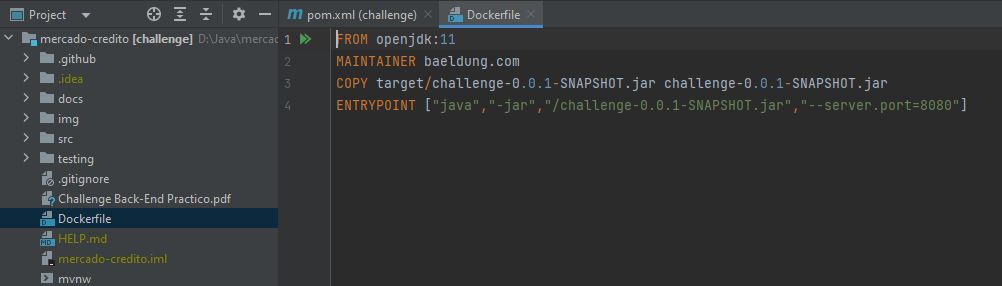 Project
pom.xml (challenge)
Dockerfile
mercado-credito [challenge] D:\Java\mercac
.github
.idea
docs
img
src
testing
.gitignore
Challenge Back-End Practico.pdf
Dockerfile
HELP.md
mercado-credito.iml
mvnw
1 FROM openjdk:11
2 MAINTAINER baeldung.com
3 COPY target/challenge-0.0.1-SNAPSHOT.jar challenge-0.0.1-SNAPSHOT.jar
4 ENTRYPOINT ["java","-jar","/challenge-0.0.1-SNAPSHOT.jar","--server.port=8080"]